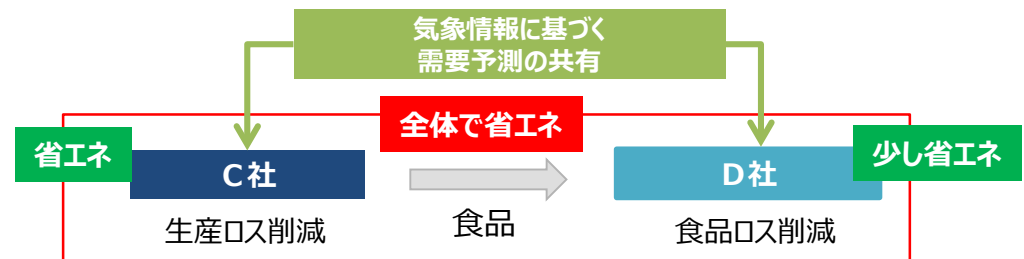 気象情報に基づく
需要予測の共有
全体で省エネ
省エネ
少し省エネ
C社
D社
生産ロス削減
食品
食品ロス削減